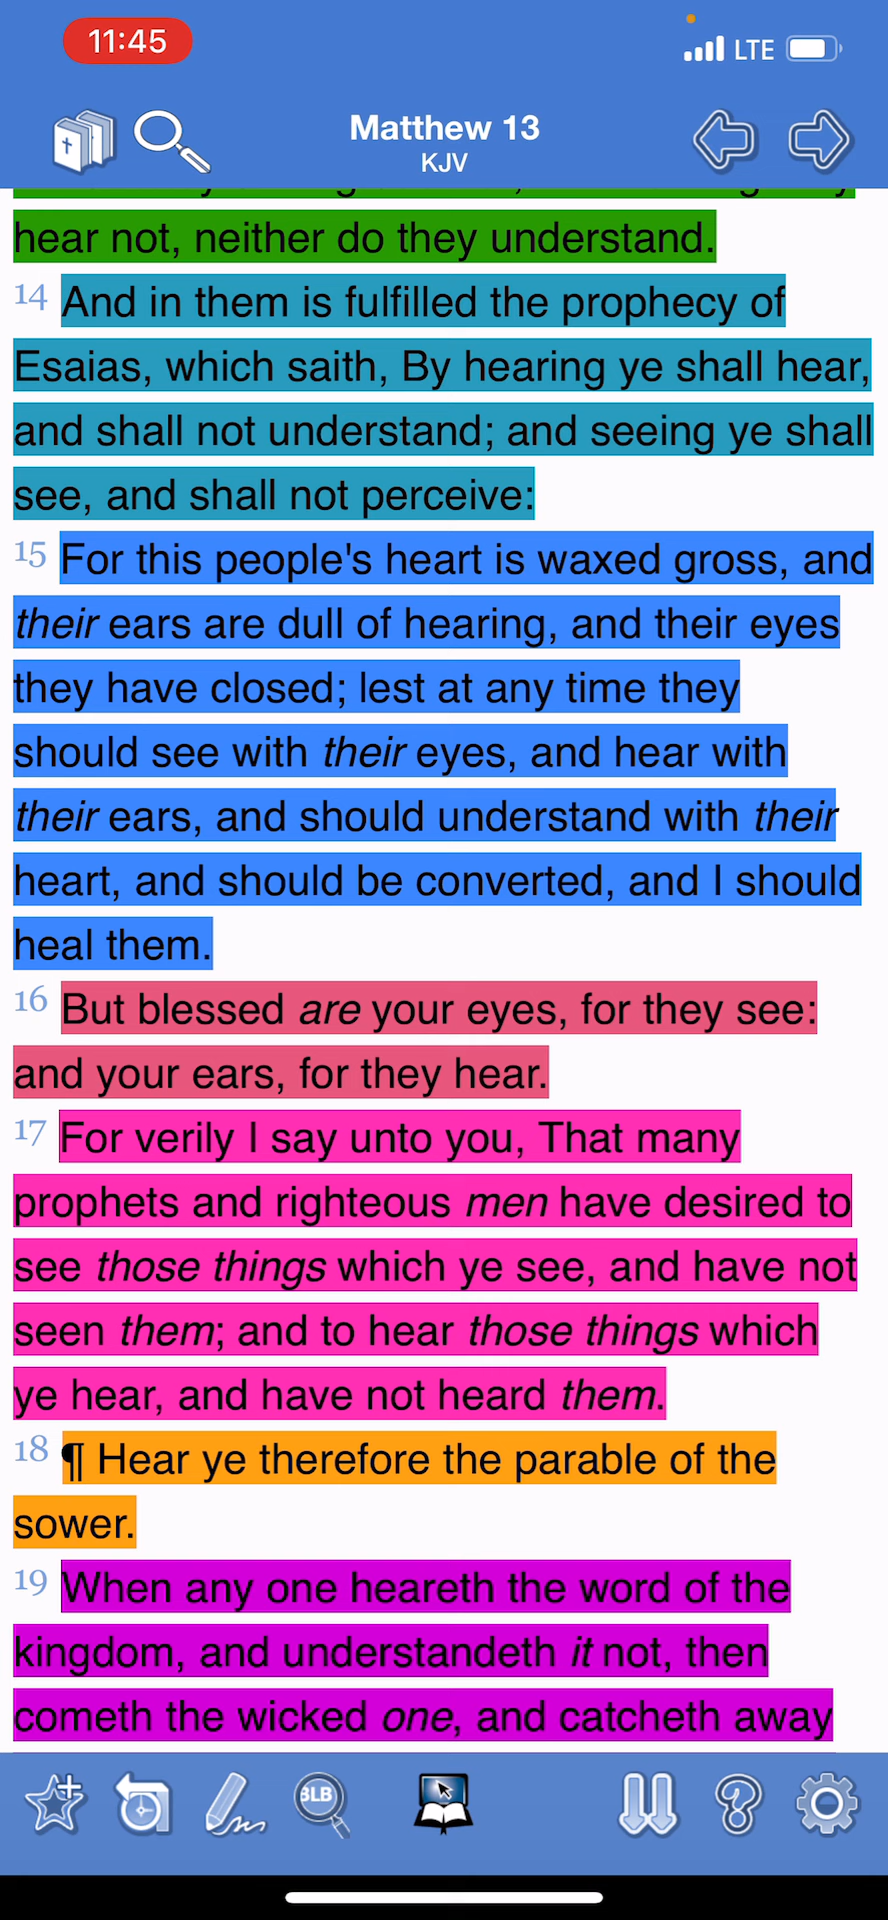 11:45
LTE
Matthew 13
KJV
hear not, neither do they understand.
14 And in them is fulfilled the prophecy of
Esaias, which saith, By hearing ye shall hear,
and shall not understand; and seeing ye shall
see, and shall not perceive:
15 For this people's heart is waxed gross, and
their ears are dull of hearing, and their eyes
they have closed; lest at any time they
should see with their eyes, and hear with
their ears, and should understand with their
heart, and should be converted, and I should
heal them.
16 But blessed are your eyes, for they see:
and your ears, for they hear.
17 For verily I say unto you, That many
prophets and righteous men have desired to
see those things which ye see, and have not
seen them; and to hear those things which
ye hear, and have not heard them.
18 ¶ Hear ye therefore the parable of the
sower.
19 When any one heareth the word of the
kingdom, and understandeth it not, then
cometh the wicked one, and catcheth away
BLB